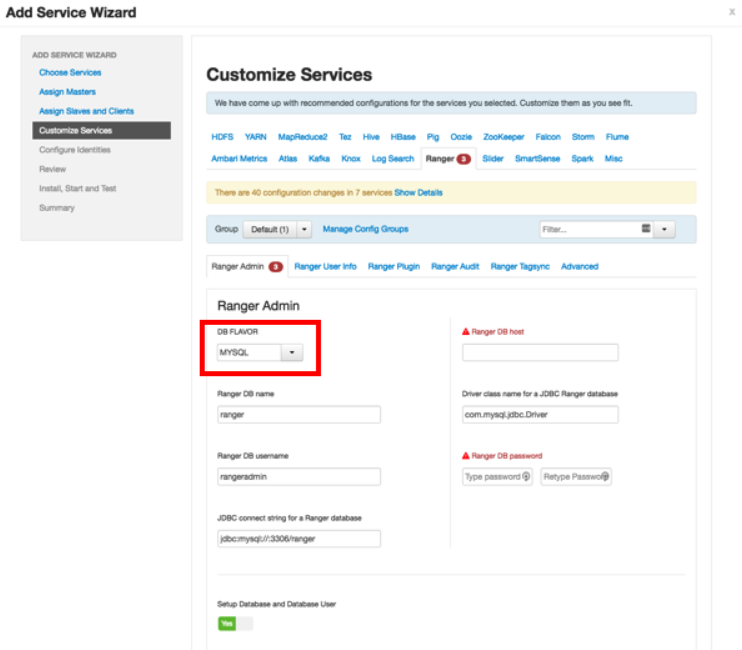 Add Service Wizard
x
ADD SERVICE WIZARD
Choose Services
Assign Masters
Assign Slaves and Clients
Customize Services
Configure Identities
Review
Install, Start and Test
Summary
Customize Services
We have come up with recommended configurations for the services you selected. Customize them as you see fit.
HDFS YARN MapReduce2 Tez Hive HBase Pig Oozie ZooKeeper Falcon Storm Flume
Ambari Metrics Atlas Kafka Knox Log Search Ranger 3 Slider SmartSense Spark Misc
There are 40 configuration changes in 7 services Show Details
Group Default (1) Manage Config Groups Filter...
Ranger Admin 3 Ranger User Info Ranger Plugin Ranger Audit Ranger Tagsync Advanced
Ranger Admin
DB FLAVOR
MYSQL
Ranger DB host
Ranger DB name
ranger
Driver class name for a JDBC Ranger database
com.mysql.jdbc.Driver
Ranger DB username
rangeradmin
Ranger DB password
Type password Retype Password
JDBC connect string for a Ranger database
jdbc:mysql://:3306/ranger
Setup Database and Database User
Yes